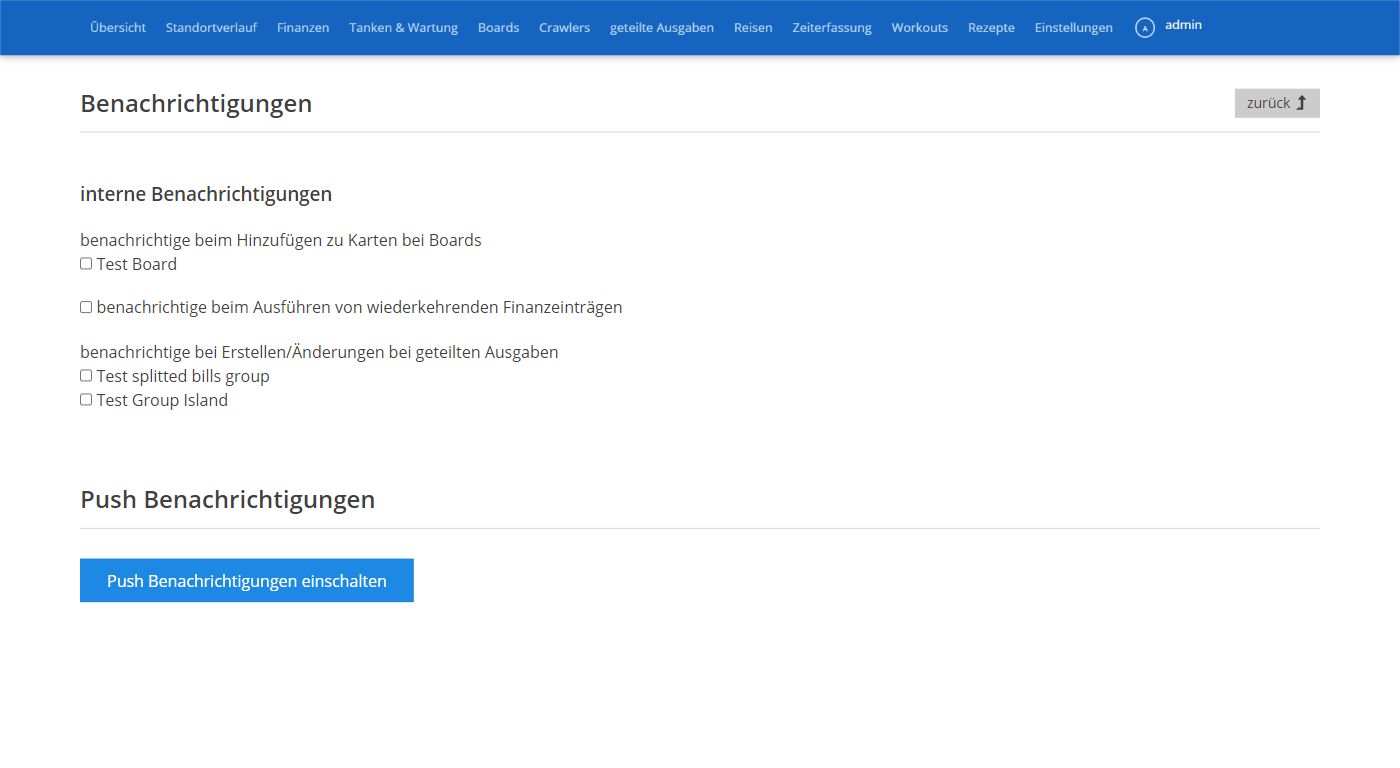 Übersicht Standortverlauf Finanzen Tanken & Wartung Boards Crawlers geteilte Ausgaben Reisen Zeiterfassung Workouts Rezepte Einstellungen A admin
Benachrichtigungen zurück
interne Benachrichtigungen
benachrichtige beim Hinzufügen zu Karten bei Boards
Test Board
benachrichtige beim Ausführen von wiederkehrenden Finanzeinträgen
benachrichtige bei Erstellen/Änderungen bei geteilten Ausgaben
Test splitted bills group
Test Group Island
Push Benachrichtigungen
Push Benachrichtigungen einschalten